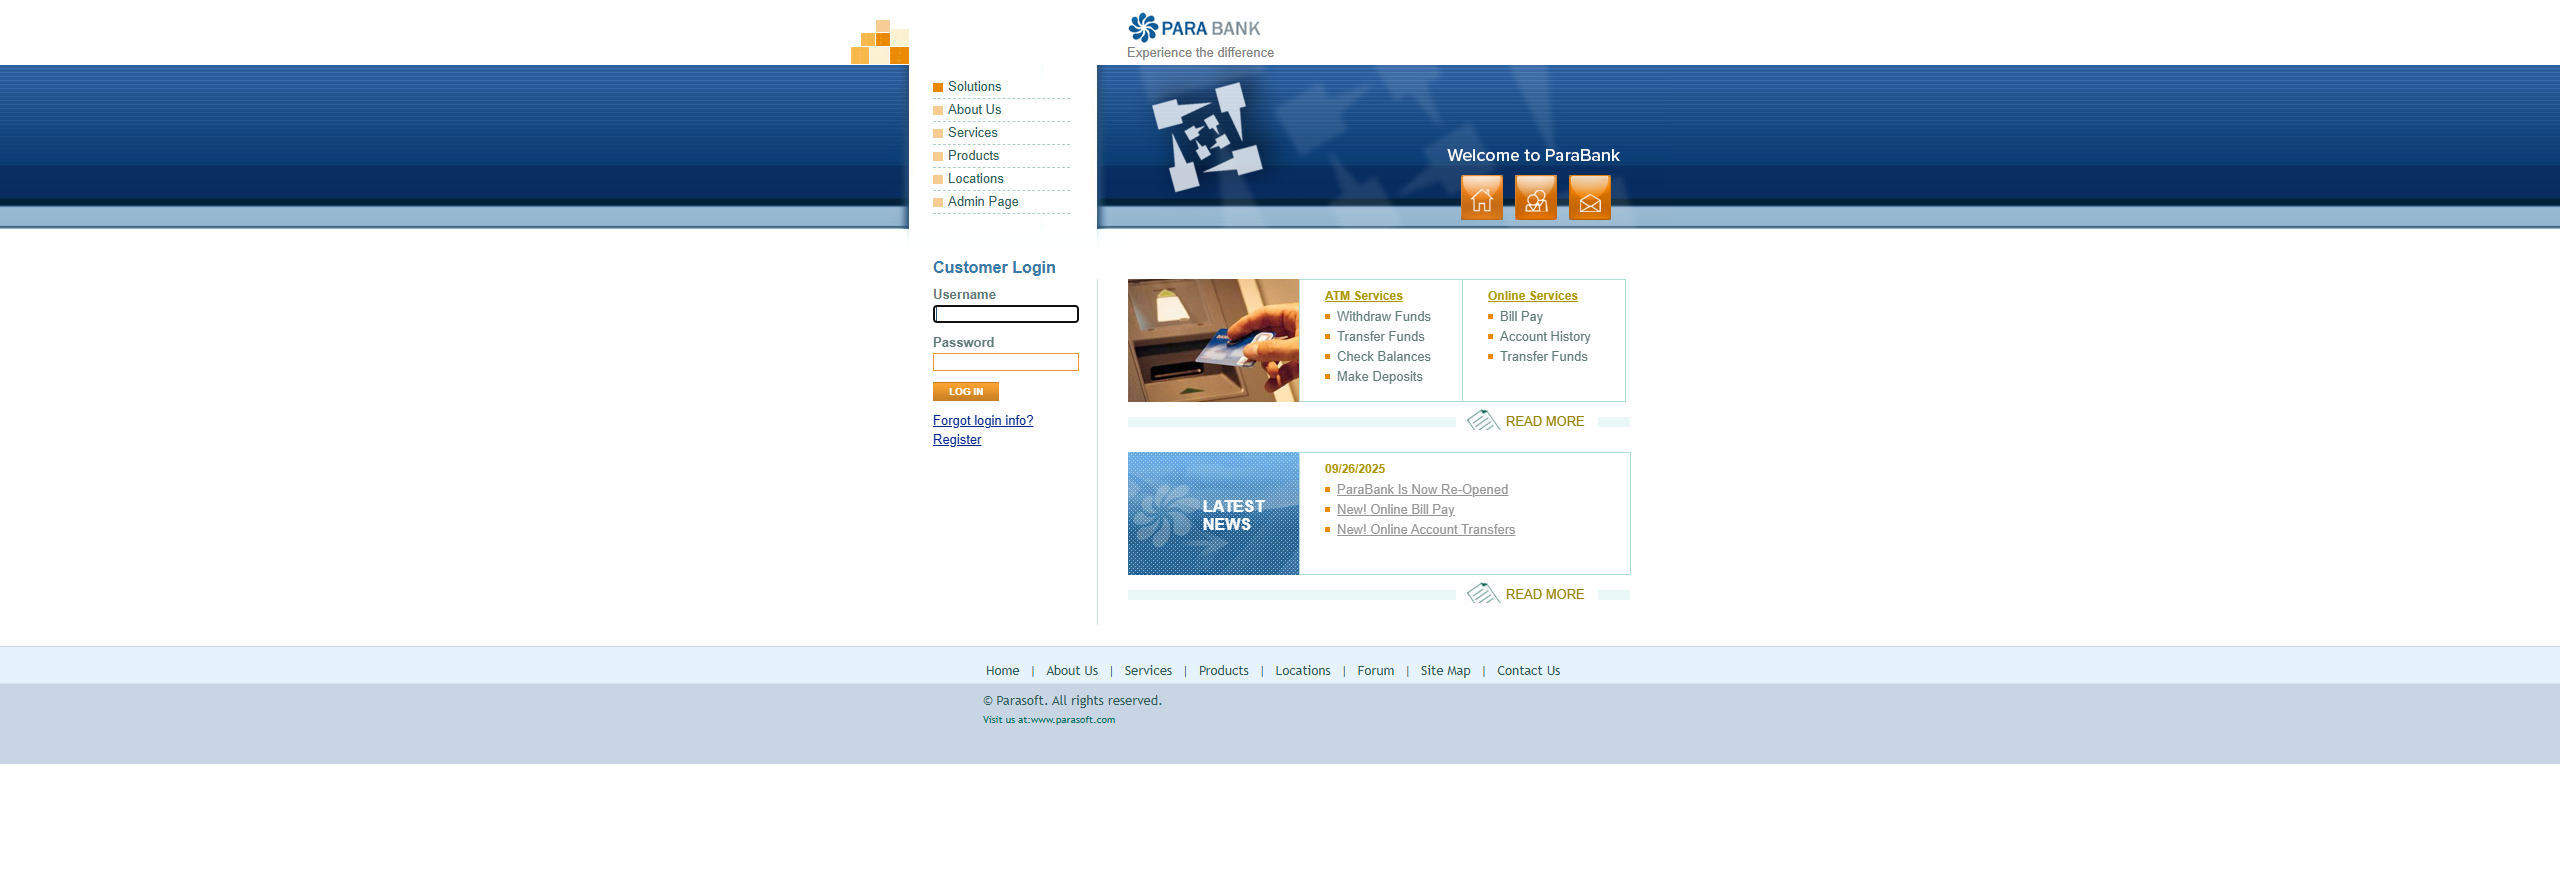 PARA BANK
Experience the difference
Solutions
About Us
Services
Products
Locations
Admin Page
Welcome to ParaBank
Customer Login
Username
Password
LOG IN
Forgot login info?
Register
ATM Services
Withdraw Funds
Transfer Funds
Check Balances
Make Deposits
Online Services
Bill Pay
Account History
Transfer Funds
READ MORE
LATEST
NEWS
09/26/2025
ParaBank Is Now Re-Opened
New! Online Bill Pay
New! Online Account Transfers
READ MORE
Home | About Us | Services | Products | Locations | Forum | Site Map | Contact Us
© Parasoft. All rights reserved.
Visit us at:www.parasoft.com